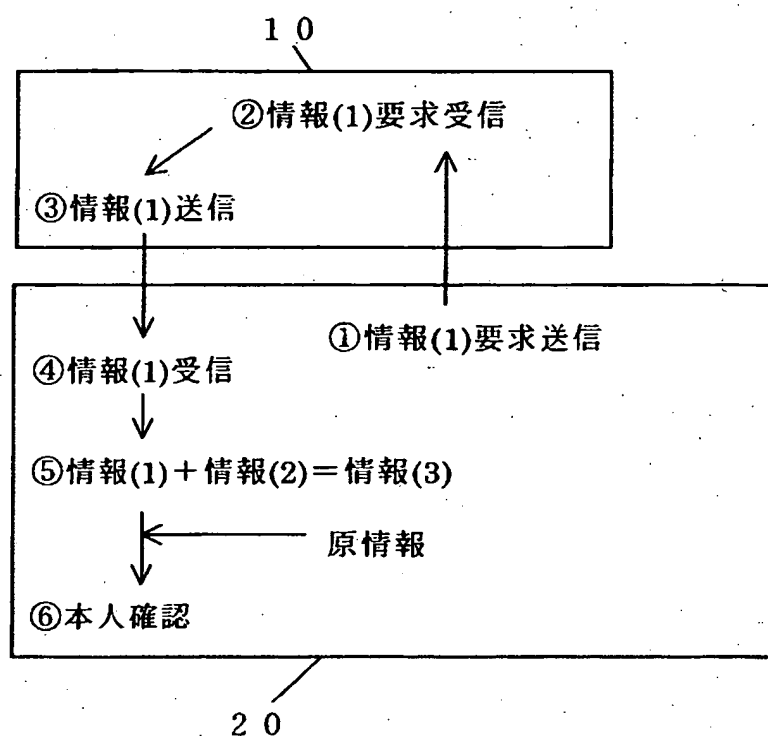 10
②情報(1)要求受信
③情報(1)送信
①情報(1)要求送信
④情報(1)受信
⑤情報(1)+情報(2)=情報(3)
原情報
⑥本人確認
20